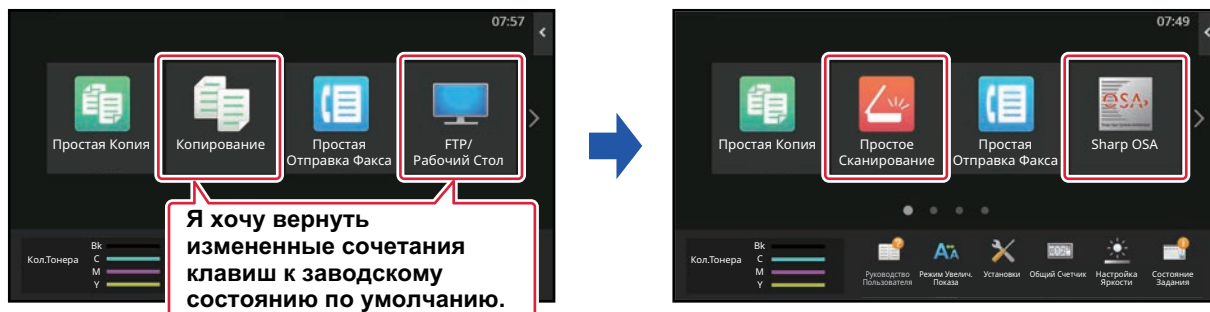 07:57
Простая Копия
Копирование
Простая
Отправка Факса
FTP/
Рабочий Стол
Кол.Тонера
Bk
C
M
Y
Я хочу вернуть
измененные сочетания
клавиш к заводскому
состоянию по умолчанию.
07:49
Простая Копия
Простое
Сканирование
Простая
Отправка Факса
OSA
Sharp OSA
Кол.Тонера
Bk
C
M
Y
Руководство
Пользователя
Режим Увелич.
Показа
Установки
Общий Счетчик
Настройка
Яркости
Состояние
Задания